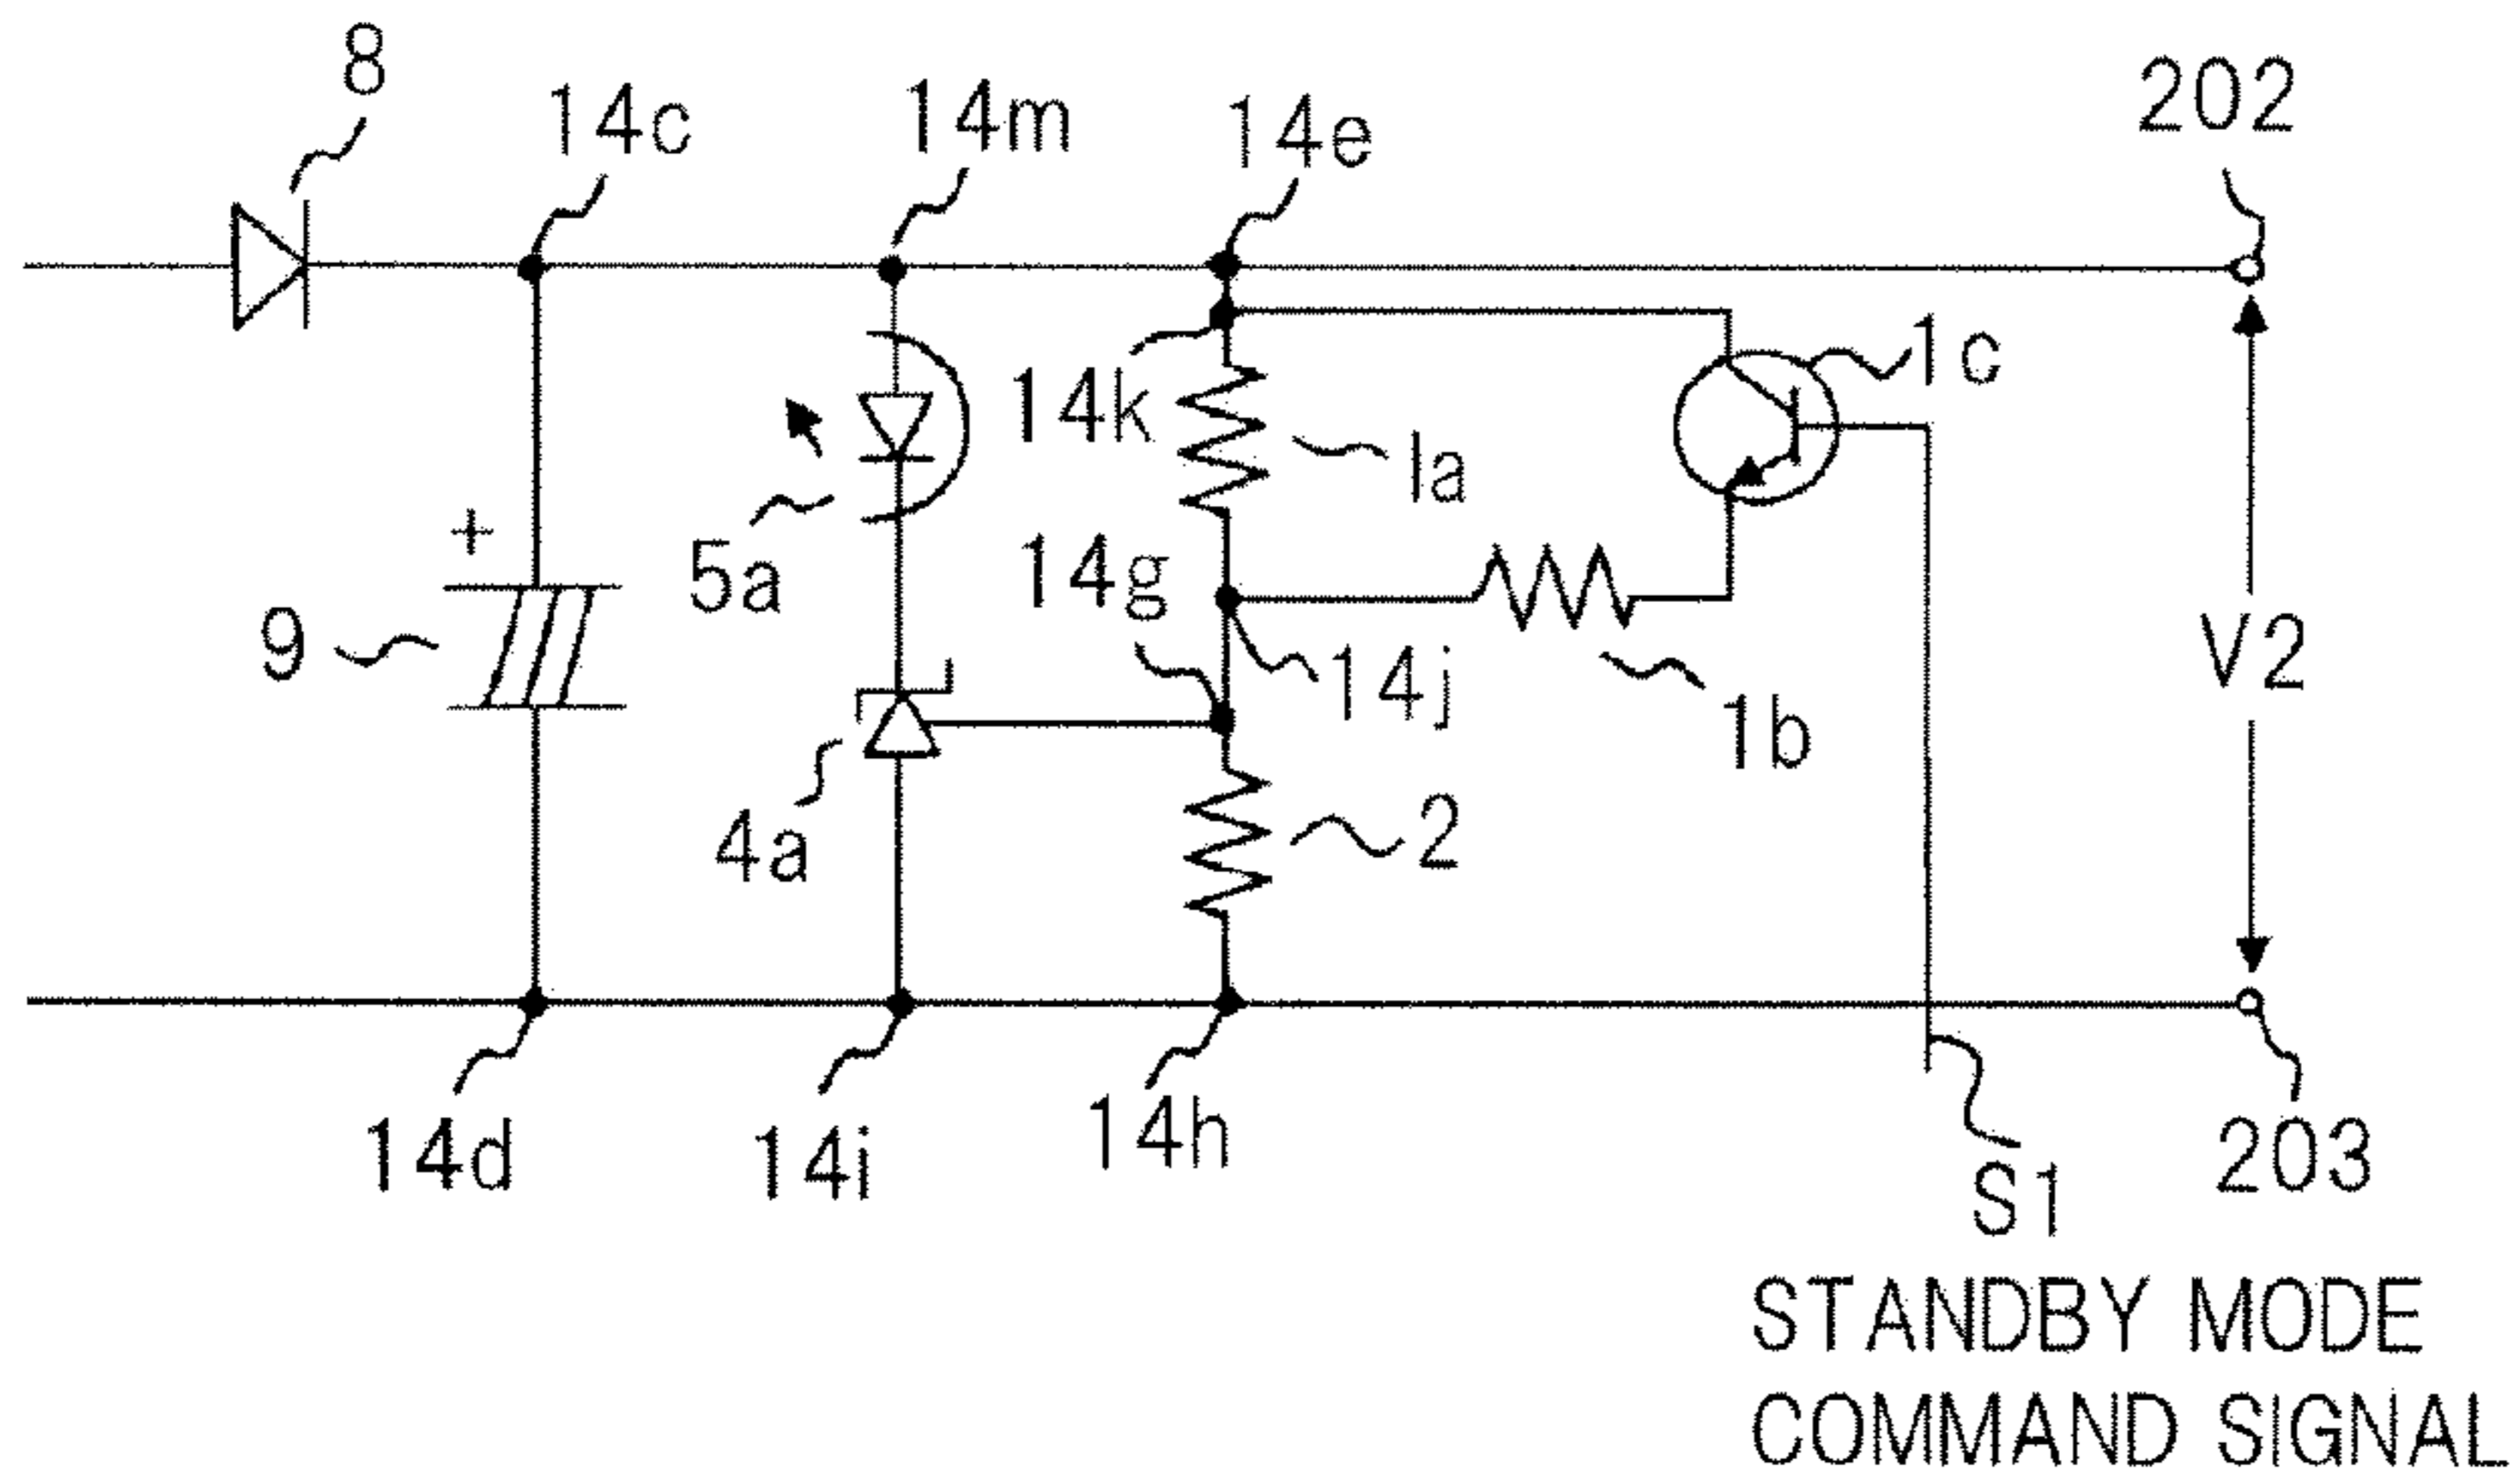 8
14c
14m
14e
202
+
14k
1c
1a
5a
14g
9
14j
1b
V2
4a
2
14d
14i
14h
S1
203
STANDBY MODE
COMMAND SIGNAL